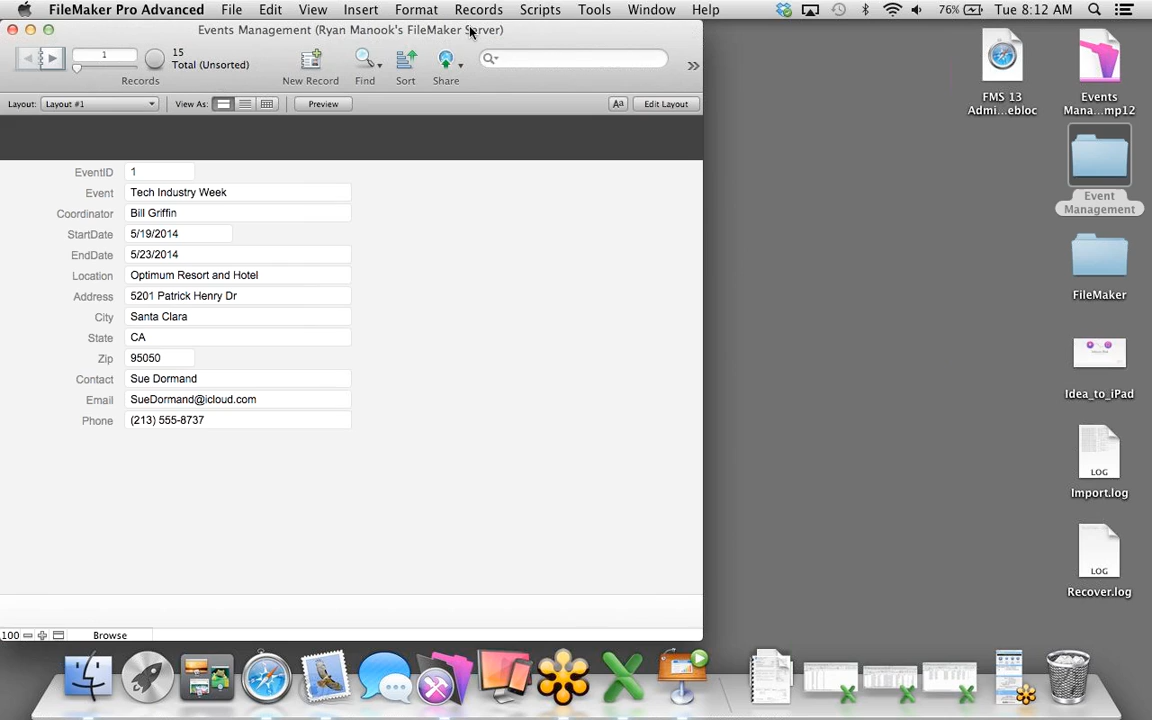 FileMaker Pro Advanced File Edit View Insert Format Records Scripts Tools Window Help 76% Tue 8:12 AM
Events Management (Ryan Manook's FileMaker Server)
1
15
Total (Unsorted)
Records New Record Find Sort Share
Layout: Layout #1 View As: Preview Aa Edit Layout
EventID 1
Event Tech Industry Week
Coordinator Bill Griffin
StartDate 5/19/2014
EndDate 5/23/2014
Location Optimum Resort and Hotel
Address 5201 Patrick Henry Dr
City Santa Clara
State CA
Zip 95050
Contact Sue Dormand
Email SueDormand@icloud.com
Phone (213) 555-8737
100 Browse
FMS 13
Admi...ebloc
Events
Mana...mp12
Event
Management
FileMaker
Idea_to_iPad
LOG
Import.log
LOG
Recover.log